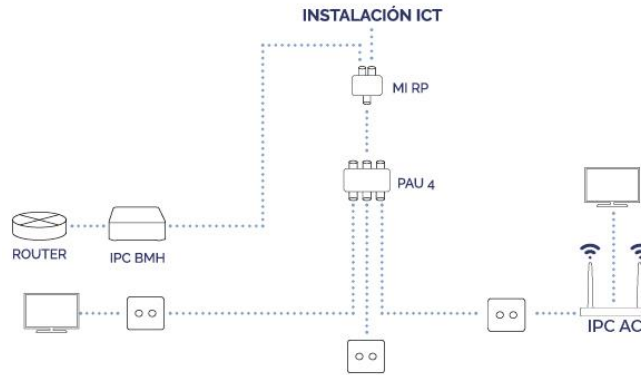 INSTALACIÓN ICT
MI RP
PAU 4
ROUTER
IPC BMH
IPC AC